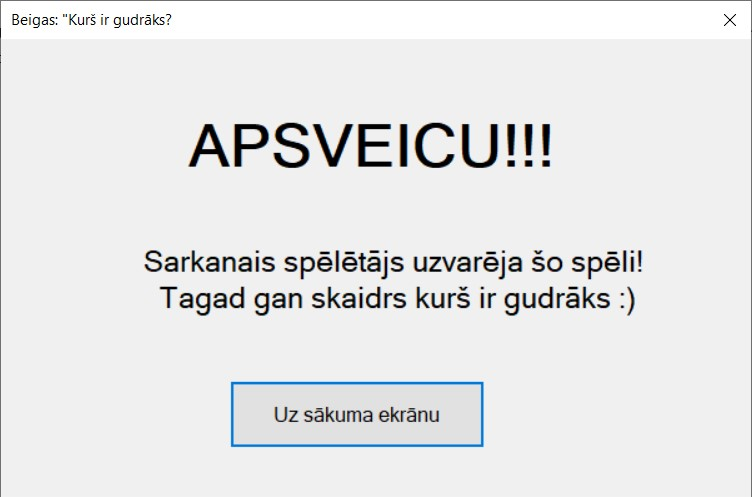 Beigas: "Kurš ir gudrāks?
APSVEICU!!!
Sarkanais spēlētājs uzvarēja šo spēli!
Tagad gan skaidrs kurš ir gudrāks :)
Uz sākuma ekrānu